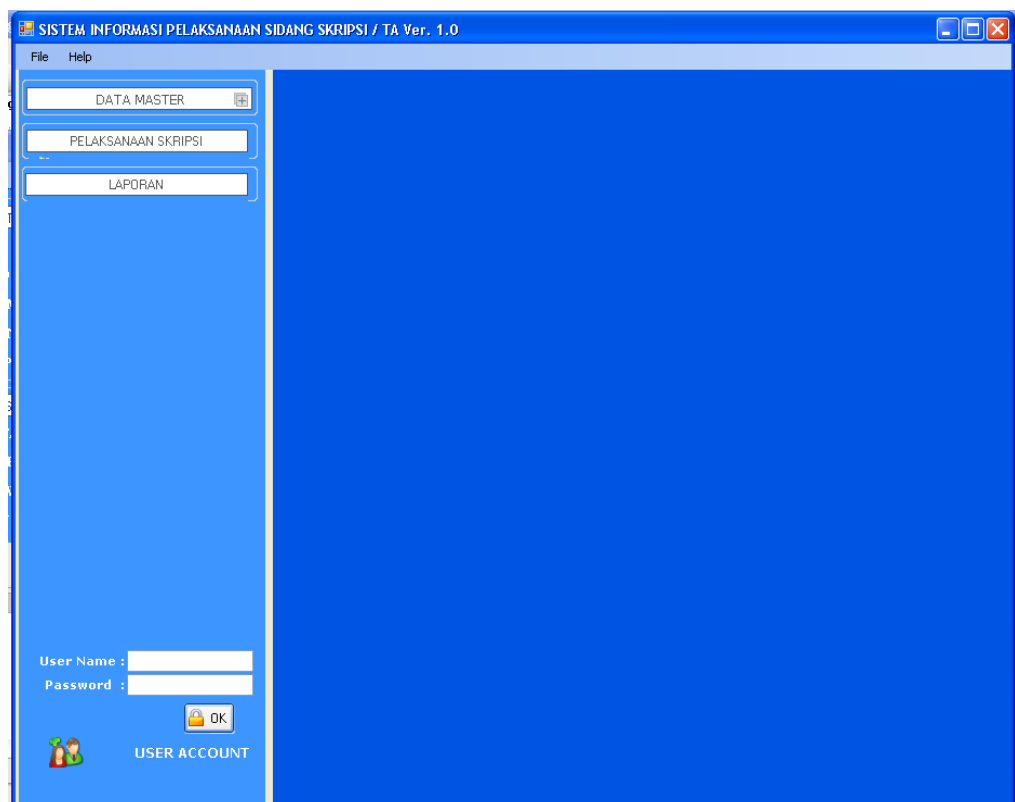 SISTEM INFORMASI PELAKSANAAN SIDANG SKRIPSI / TA Ver. 1.0
File Help
DATA MASTER
PELAKSANAAN SKRIPSI
LAPORAN
User Name :
Password :
OK
USER ACCOUNT